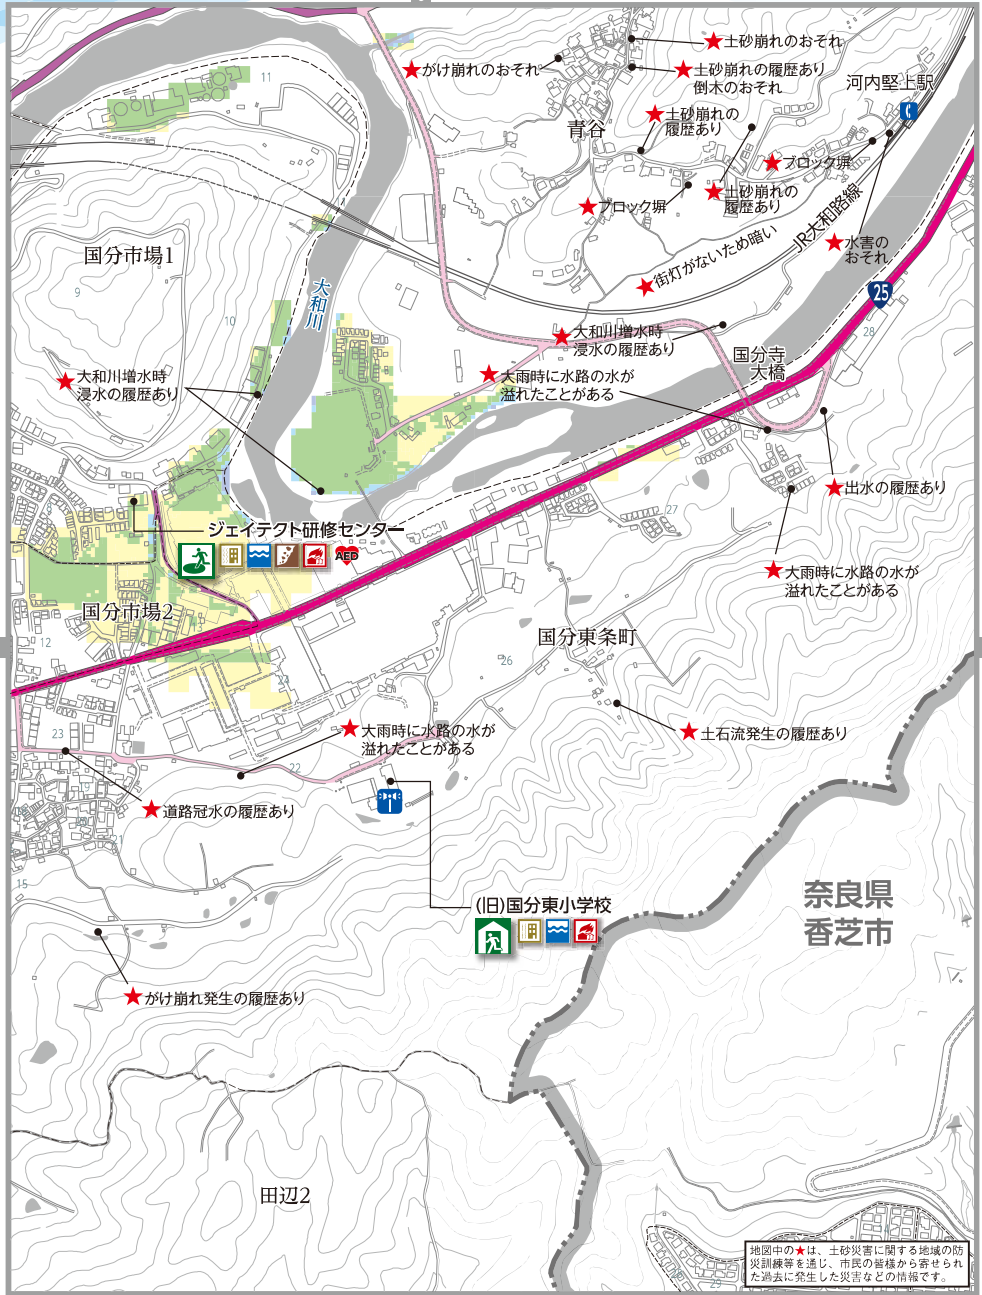 土砂崩れのおそれ
がけ崩れのおそれ
土砂崩れの履歴あり
倒木のおそれ
河内堅上駅
11
土砂崩れの
履歴あり
青谷
ブロック塀
土砂崩れの
履歴あり
ブロック塀
JR大和路線
水害の
おそれ
街灯がないため暗い
国分市場1
9
10
大和川
25
28
大和川増水時
浸水の履歴あり
国分寺
大橋
大和川増水時
浸水の履歴あり
大雨時に水路の水が
溢れたことがある
出水の履歴あり
27
ジェイテクト研修センター
AED
大雨時に水路の水が
溢れたことがある
国分市場2
13
12
国分東条町
26
24
23
大雨時に水路の水が
溢れたことがある
土石流発生の履歴あり
22
道路冠水の履歴あり
19
15
(旧)国分東小学校
奈良県
香芝市
がけ崩れ発生の履歴あり
田辺2
29
地図中の★は、土砂災害に関する地域の防
災訓練等を通じ、市民の皆様から寄せられ
た過去に発生した災害などの情報です。